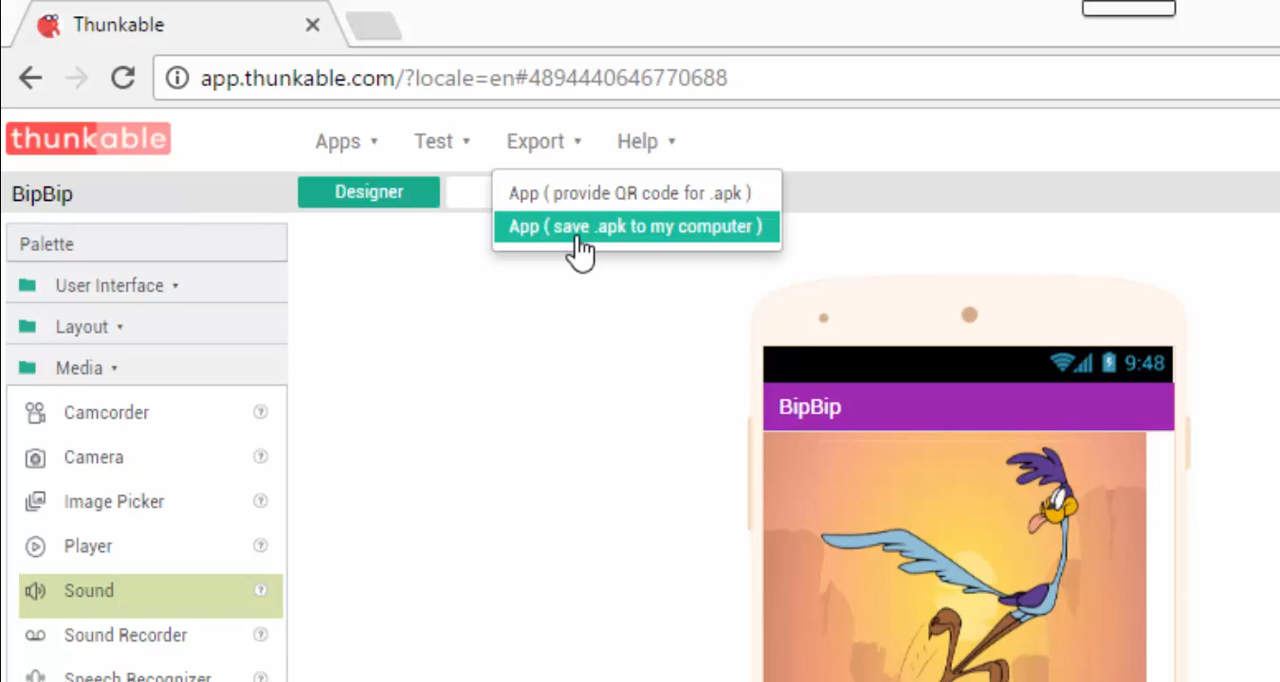 Thunkable
app.thunkable.com/?locale=en#4894440646770688
thunkable
Apps Test Export Help
BipBip
Designer
App ( provide QR code for .apk )
App ( save .apk to my computer )
Palette
User Interface
Layout
Media
Camcorder
Camera
Image Picker
Player
Sound
Sound Recorder
Speech Recognizer
9:48
BipBip